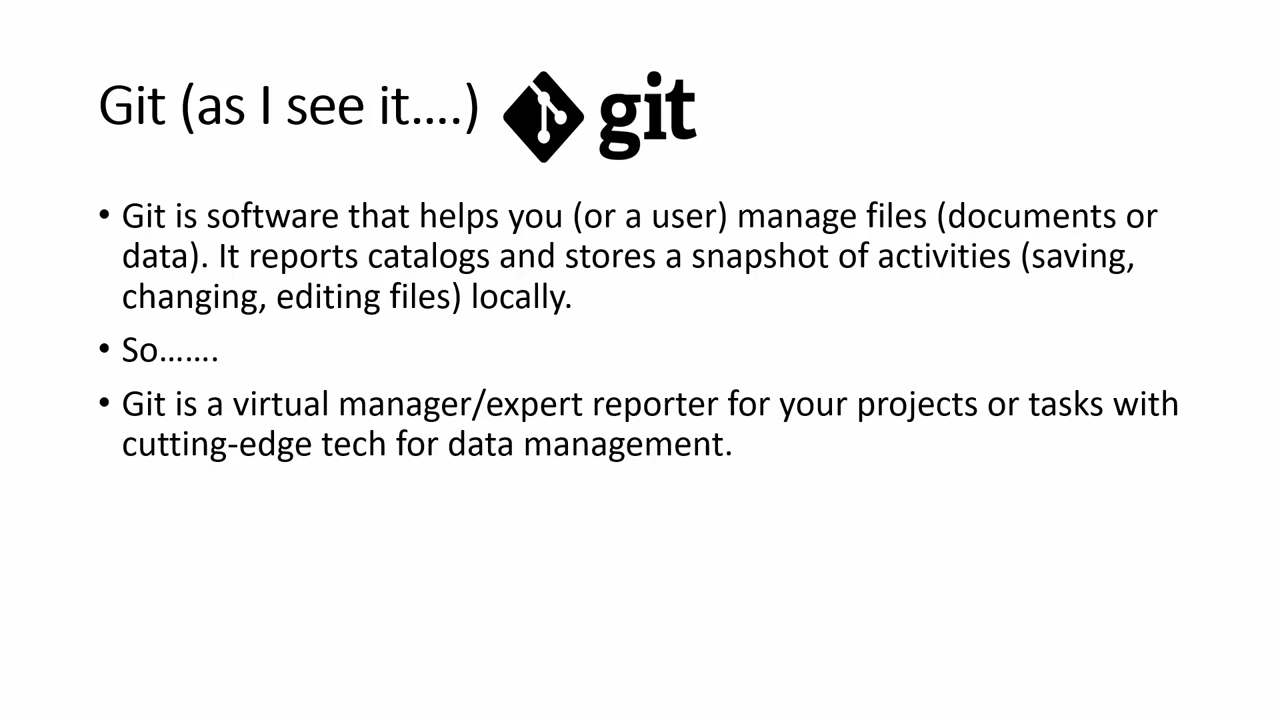 Git (as I see it....) git
• Git is software that helps you (or a user) manage files (documents or
data). It reports catalogs and stores a snapshot of activities (saving,
changing, editing files) locally.
• So.......
• Git is a virtual manager/expert reporter for your projects or tasks with
cutting-edge tech for data management.